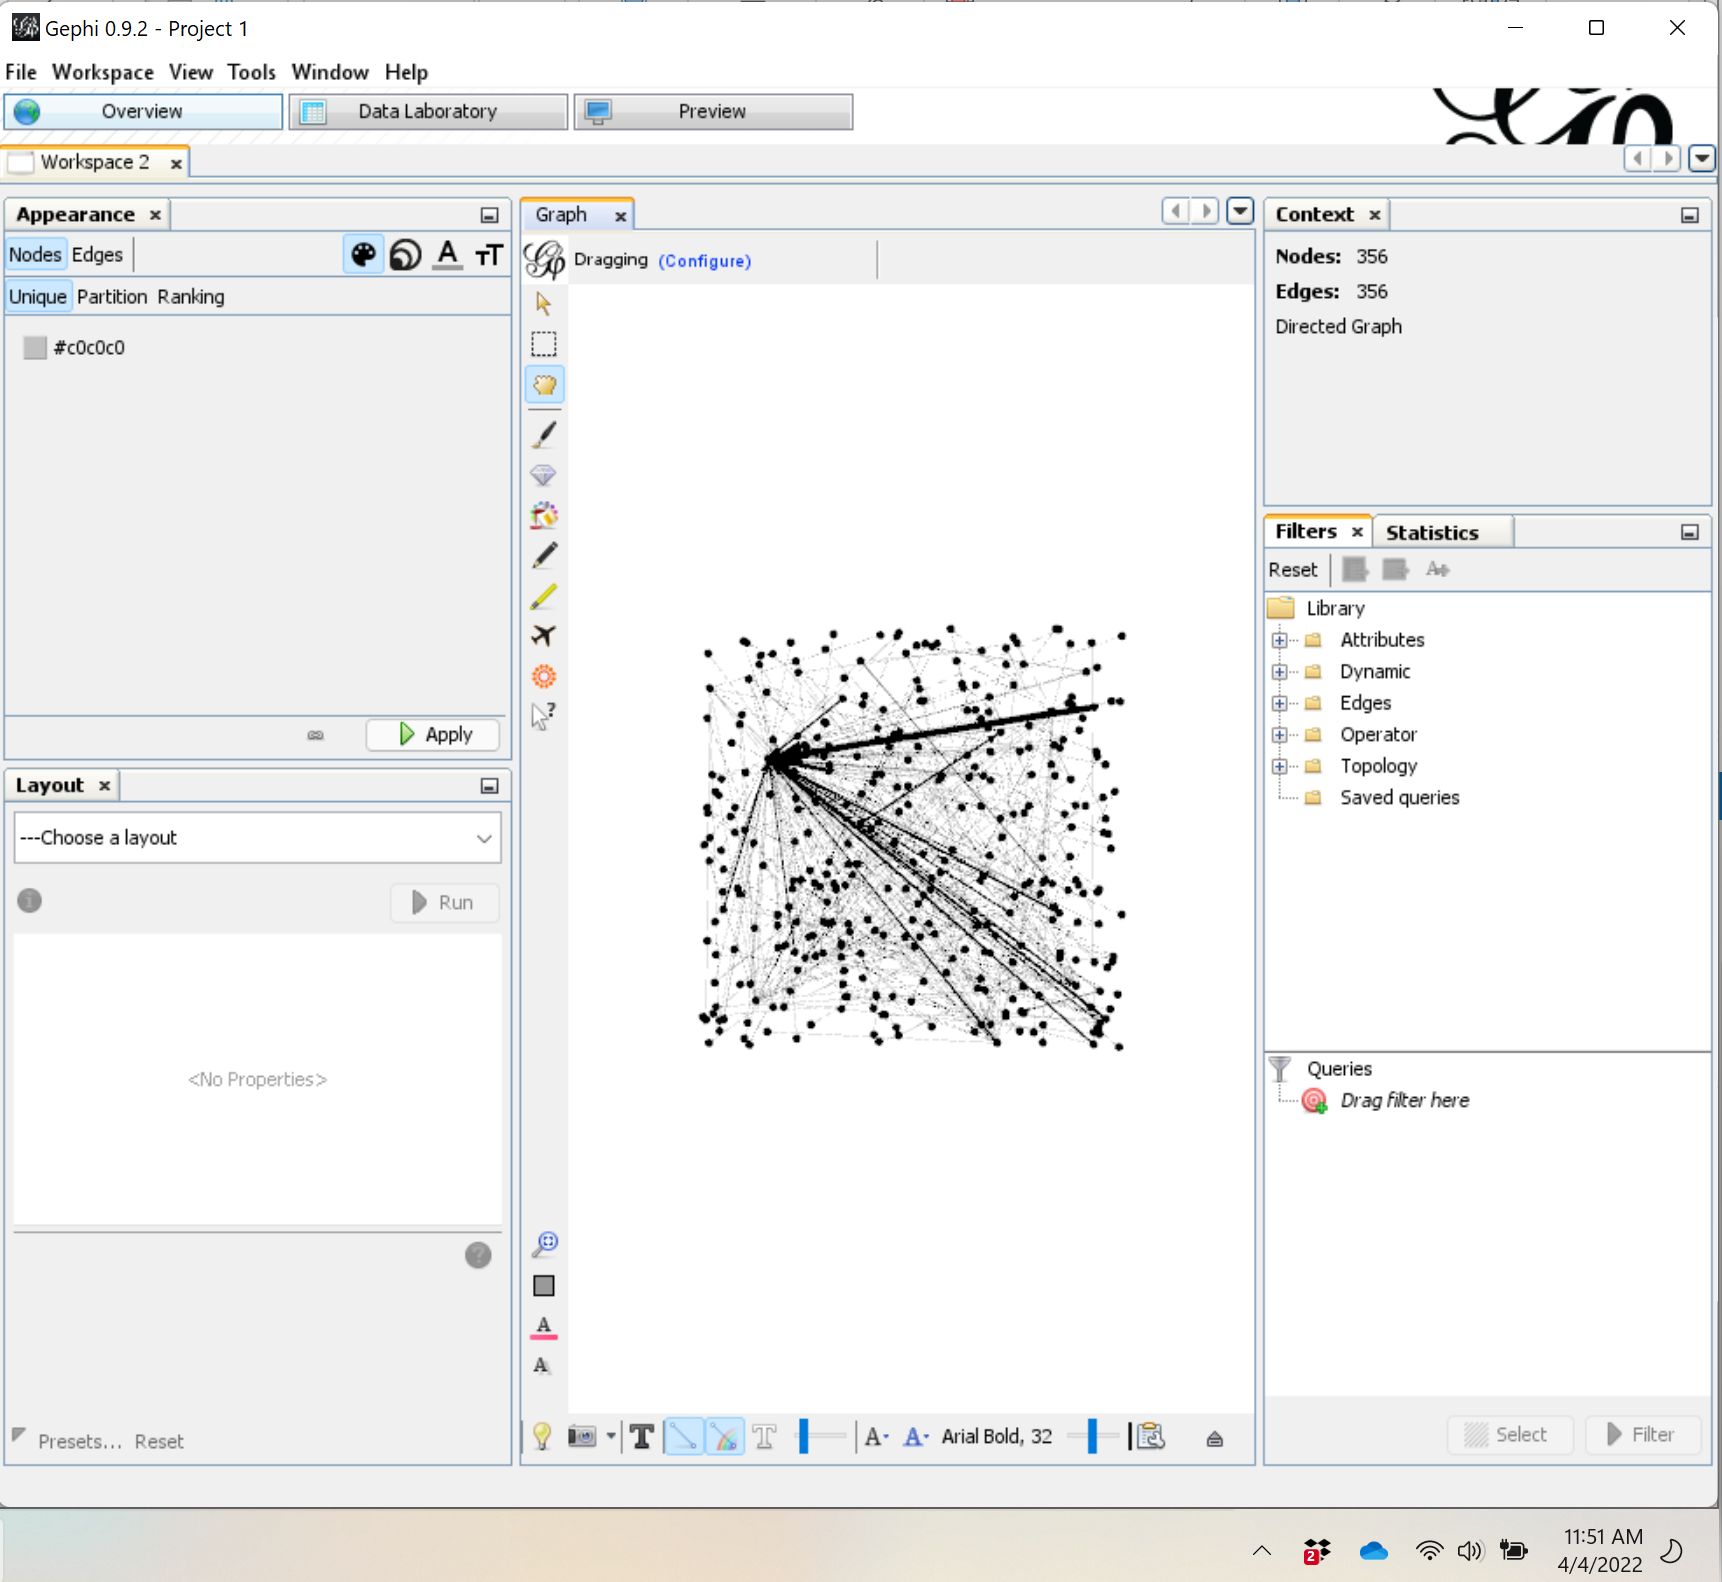 Gephi 0.9.2 - Project 1
File Workspace View Tools Window Help
Overview Data Laboratory Preview
Workspace 2
Appearance
Nodes Edges
Unique Partition Ranking
#c0c0c0
Apply
Layout
---Choose a layout
Run
<No Properties>
Presets... Reset
Graph
Dragging (Configure)
Arial Bold, 32
Context
Nodes: 356
Edges: 356
Directed Graph
Filters Statistics
Reset
Library
Attributes
Dynamic
Edges
Operator
Topology
Saved queries
Queries
Drag filter here
Select Filter
2
11:51 AM
4/4/2022